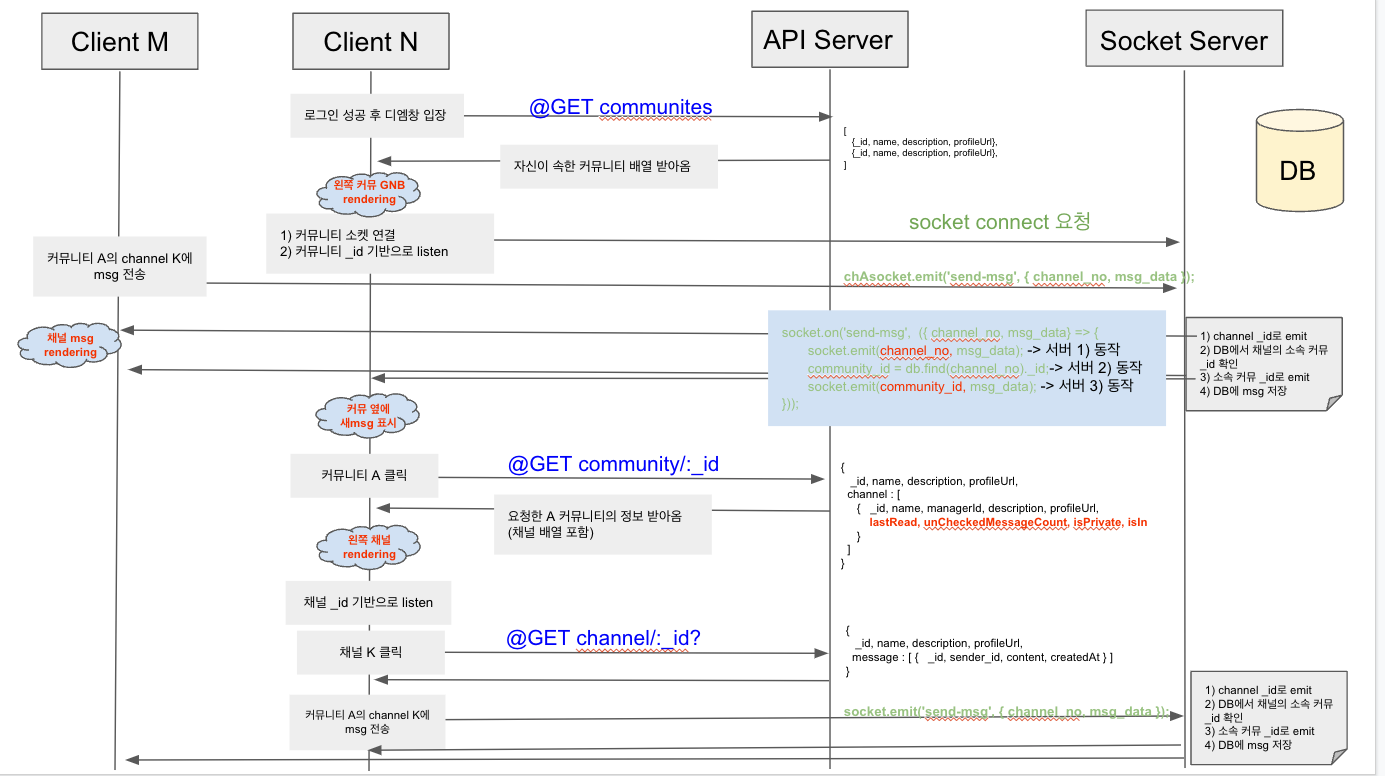 Client M
Client N
API Server
Socket Server
로그인 성공 후 디엠창 입장
@GET communites
[
{_id, name, description, profileUrl},
{_id, name, description, profileUrl},
]
자신이 속한 커뮤니티 배열 받아옴
DB
왼쪽 커뮤 GNB
rendering
socket connect 요청
1) 커뮤니티 소켓 연결
2) 커뮤니티 _id 기반으로 listen
커뮤니티 A의 channel K에
msg 전송
chAsocket.emit('send-msg', { channel_no, msg_data });
채널 msg
rendering
socket.on('send-msg', ({ channel_no, msg_data} => {
socket.emit(channel_no, msg_data); -> 서버 1) 동작
community_id = db.find(channel_no)._id;-> 서버 2) 동작
socket.emit(community_id, msg_data); -> 서버 3) 동작
}));
1) channel _id로 emit
2) DB에서 채널의 소속 커뮤
_id 확인
3) 소속 커뮤 _id로 emit
4) DB에 msg 저장
커뮤 옆에
새msg 표시
커뮤니티 A 클릭
@GET community/:_id
{
_id, name, description, profileUrl,
channel : [
{ _id, name, managerId, description, profileUrl,
lastRead, unCheckedMessageCount, isPrivate, isIn
}
]
}
요청한 A 커뮤니티의 정보 받아옴
(채널 배열 포함)
왼쪽 채널
rendering
채널 _id 기반으로 listen
채널 K 클릭
@GET channel/:_id?
{
_id, name, description, profileUrl,
message : [ { _id, sender_id, content, createdAt } ]
}
커뮤니티 A의 channel K에
msg 전송
socket.emit('send-msg', { channel_no, msg_data });
1) channel _id로 emit
2) DB에서 채널의 소속 커뮤
_id 확인
3) 소속 커뮤 _id로 emit
4) DB에 msg 저장